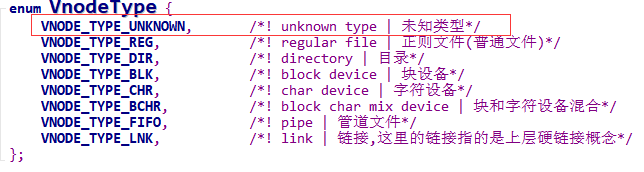 enum VnodeType {
VNODE_TYPE_UNKNOWN, /*! unknown type | 未知类型*/
VNODE_TYPE_REG, /*! regular file | 正则文件(普通文件)*/
VNODE_TYPE_DIR, /*! directory | 目录*/
VNODE_TYPE_BLK, /*! block device | 块设备*/
VNODE_TYPE_CHR, /*! char device | 字符设备*/
VNODE_TYPE_BCHR, /*! block char mix device | 块和字符设备混合*/
VNODE_TYPE_FIFO, /*! pipe | 管道文件*/
VNODE_TYPE_LNK, /*! link | 链接,这里的链接指的是上层硬链接概念*/
};